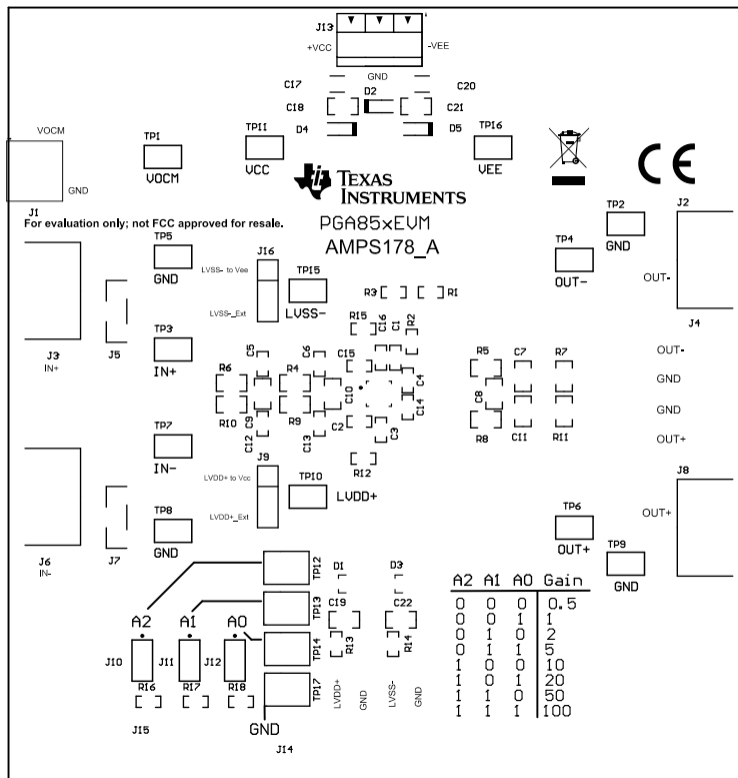 J13
+VCC
-VEE
GND
C17
C20
D2
C18
C21
D4
D5
VOCM
TP1
VOCM
TP11
VCC
TP16
VEE
GND
J1
TEXAS
INSTRUMENTS
For evaluation only; not FCC approved for resale.
PGA85xEVM
AMPS178_A
TP2
GND
J2
TP5
GND
J16
LVSS- to Vee
LVSS-_Ext
TP15
LVSS-
TP4
OUT-
OUT-
J4
R3
R1
R15
C16
C1
R2
J3
IN+
J5
TP3
IN+
C5
C6
C15
R6
R4
C10
C4
C14
R5
C7
R7
C8
OUT-
GND
GND
OUT+
R10
C9
C12
R9
C13
C2
C3
R8
C11
R11
R12
TP7
IN-
J9
LVDD+ to Vcc
LVDD+_Ext
TP10
LVDD+
J8
OUT+
TP8
GND
J7
J6
IN-
TP6
OUT+
TP9
GND
TP12
TP13
TP14
TP17
D1
D3
C19
C22
R13
R14
LVDD+
GND
LVSS-
GND
A2
A1
A0
J10
J11
J12
R16
R17
R18
J15
GND
J14
A2 A1 A0 Gain
0 0 0 0.5
0 0 1 1
0 1 0 2
0 1 1 5
1 0 0 10
1 0 1 20
1 1 0 50
1 1 1 100